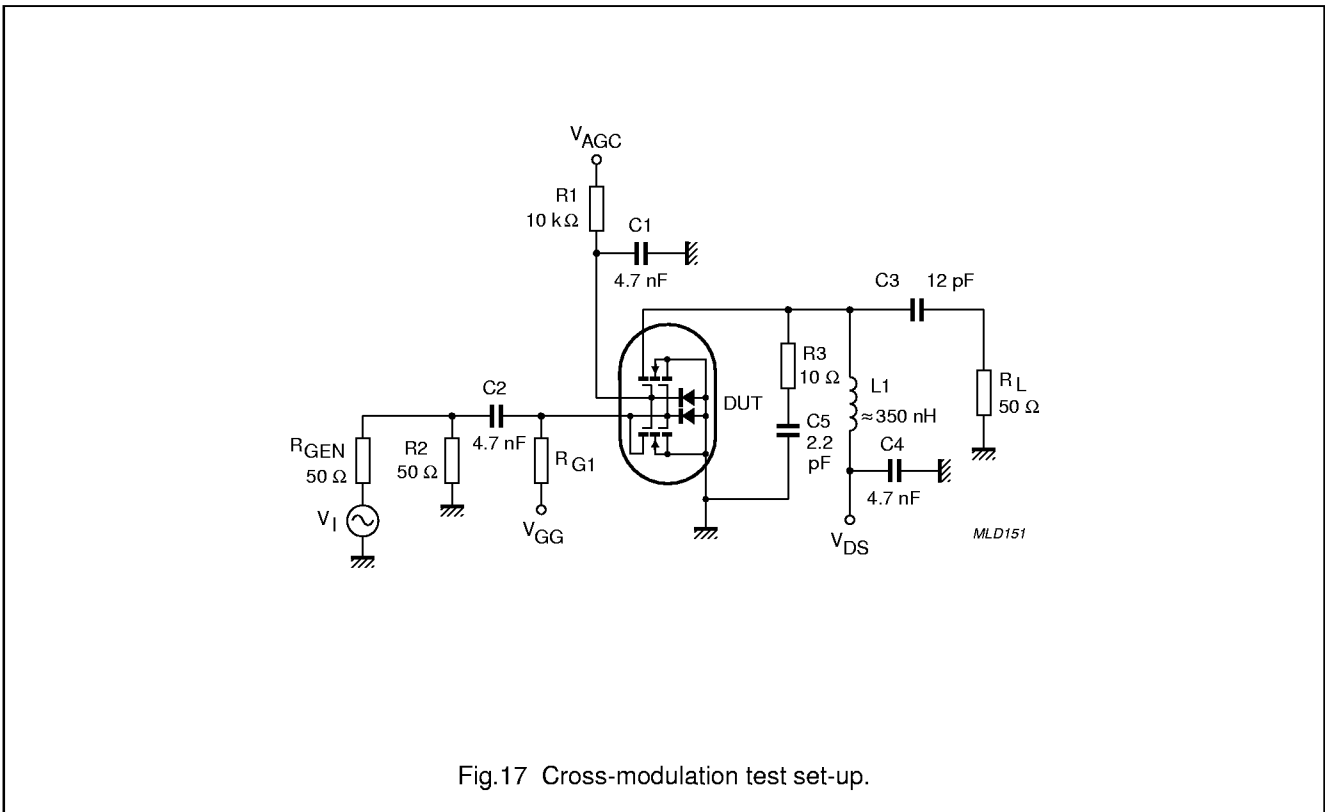 VAGC
R1
10 kΩ
C1
4.7 nF
C3 12 pF
R3
10 Ω
L1
≈350 nH
RL
50 Ω
C2
4.7 nF
DUT
C5
2.2
pF
C4
4.7 nF
RGEN
50 Ω
R2
50 Ω
RG1
VI
VGG
VDS
MLD151
Fig.17 Cross-modulation test set-up.